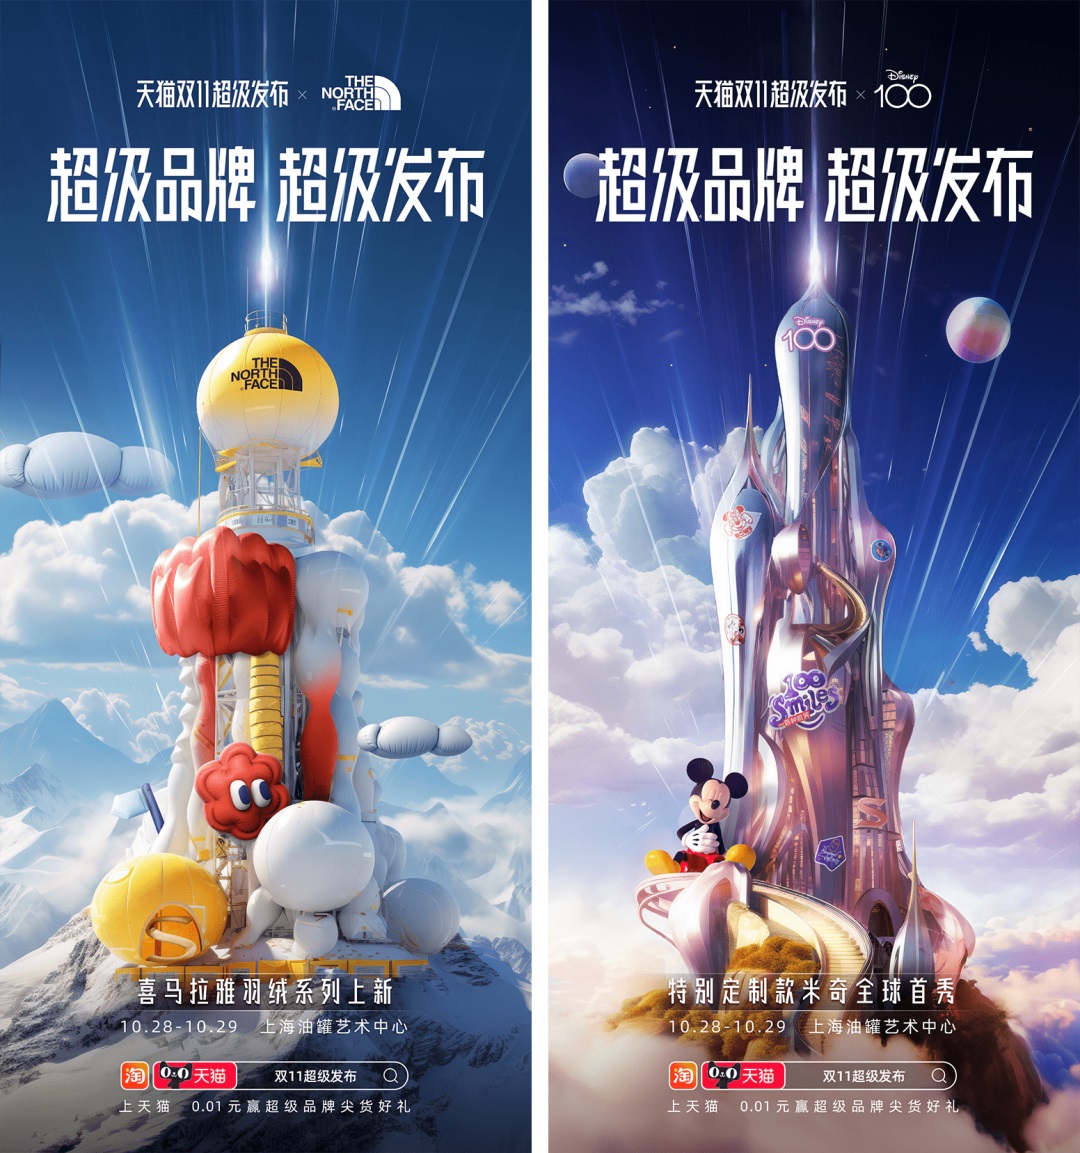 天猫双11超级发布 × THE NORTH FACE
超级品牌 超级发布
THE
NORTH
FACE
S
喜马拉雅羽绒系列上新
10.28-10.29 上海油罐艺术中心
淘 天猫 双11超级发布
上天猫 0.01元赢超级品牌尖货好礼
天猫双11超级发布 × Disney 100
超级品牌 超级发布
Disney
100
100
Smiles
S
特别定制款米奇全球首秀
10.28-10.29 上海油罐艺术中心
淘 天猫 双11超级发布
上天猫 0.01元赢超级品牌尖货好礼